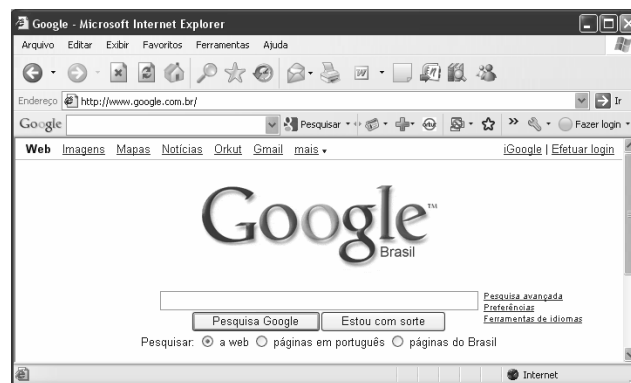 Google - Microsoft Internet Explorer
Arquivo Editar Exibir Favoritos Ferramentas Ajuda
Endereço http://www.google.com.br/ Ir
Google Pesquisar Fazer login
Web Imagens Mapas Notícias Orkut Gmail mais iGoogle | Efetuar login
Google™
Brasil
Pesquisa avançada
Preferências
Pesquisa Google Estou com sorte Ferramentas de idiomas
Pesquisar: a web páginas em português páginas do Brasil
Internet